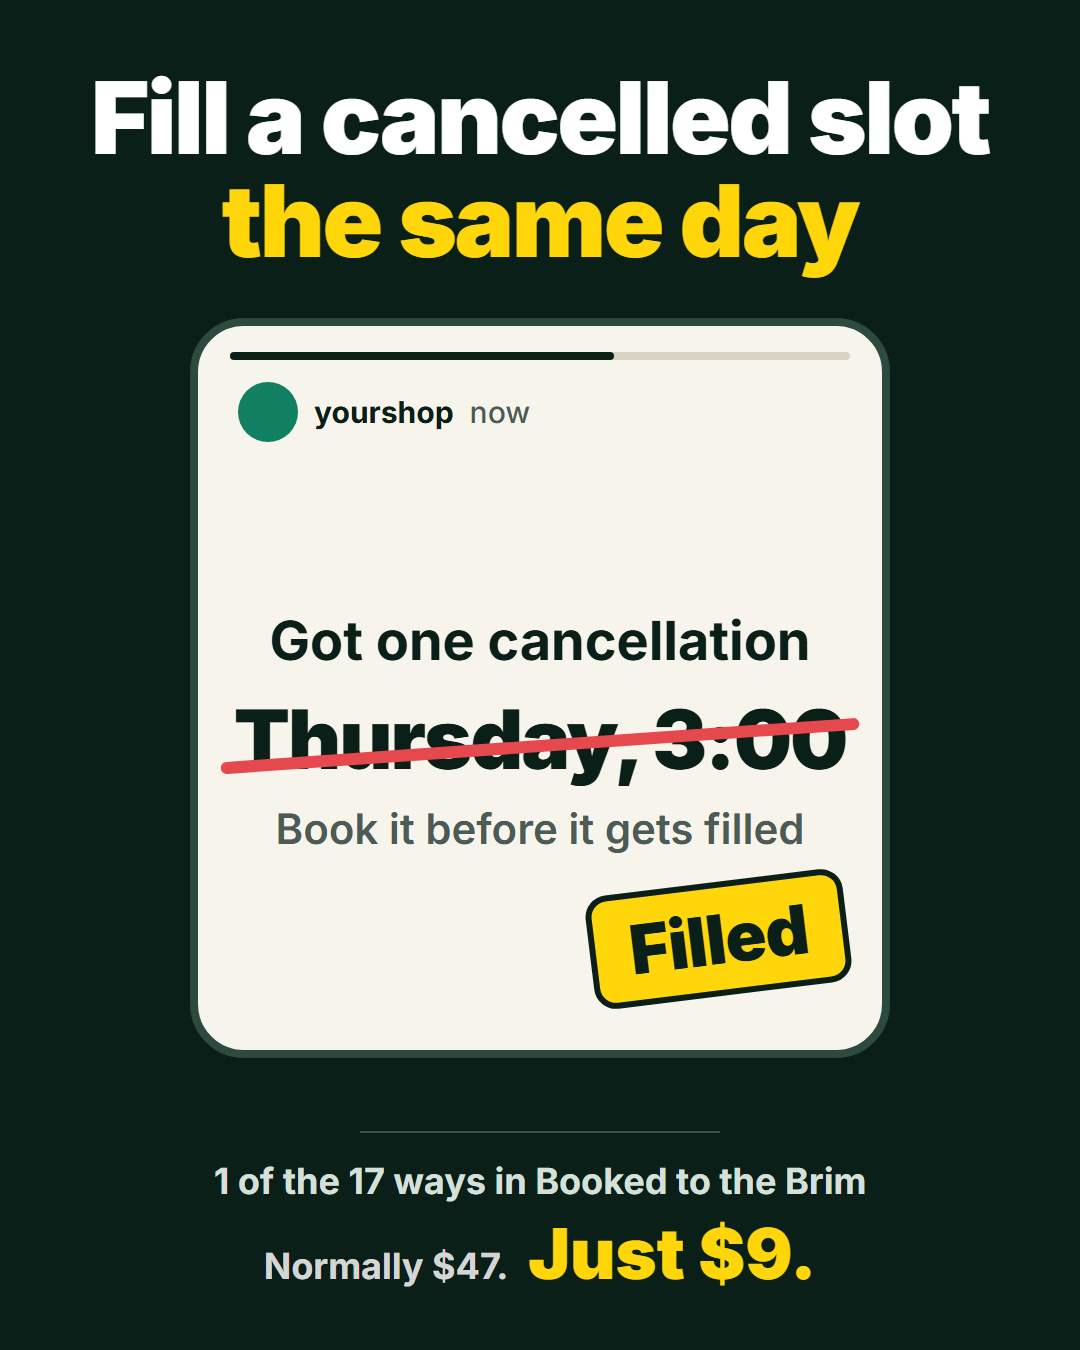 Fill a cancelled slot
the same day
yourshop now
Got one cancellation
Thursday, 3:00
Book it before it gets filled
Filled
1 of the 17 ways in Booked to the Brim
Normally $47. Just $9.